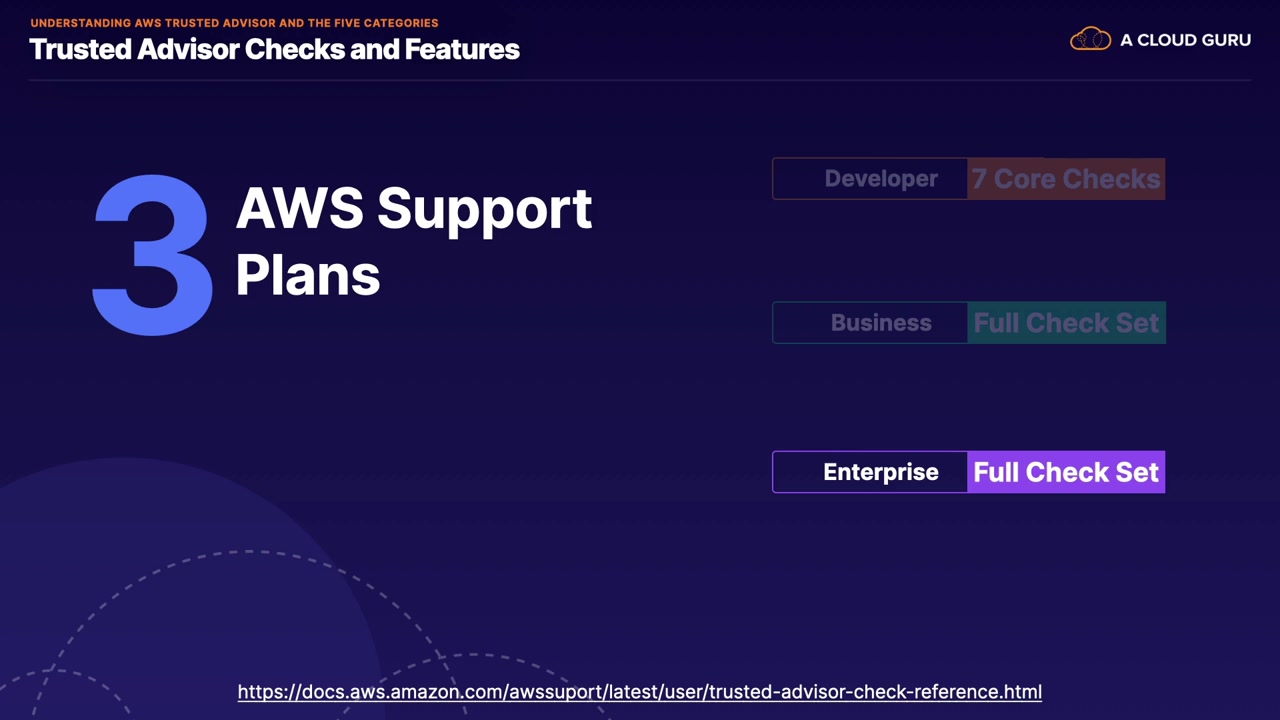 UNDERSTANDING AWS TRUSTED ADVISOR AND THE FIVE CATEGORIES
Trusted Advisor Checks and Features
A CLOUD GURU
3
AWS Support
Plans
Developer 7 Core Checks
Business Full Check Set
Enterprise Full Check Set
https://docs.aws.amazon.com/awssuport/latest/user/trusted-advisor-check-reference.html